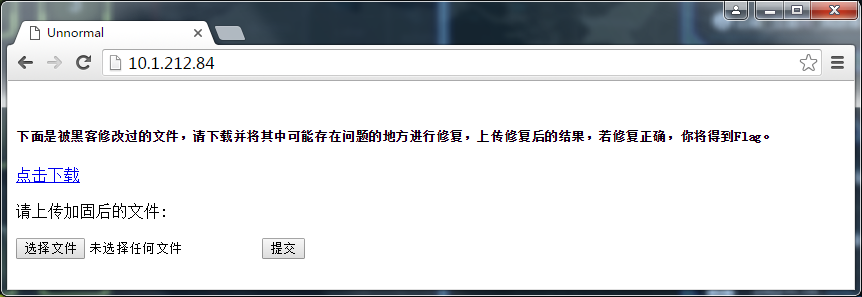 Unnormal
10.1.212.84
下面是被黑客修改过的文件，请下载并将其中可能存在问题的地方进行修复，上传修复后的结果，若修复正确，你将得到Flag。
点击下载
请上传加固后的文件:
选择文件 未选择任何文件 提交